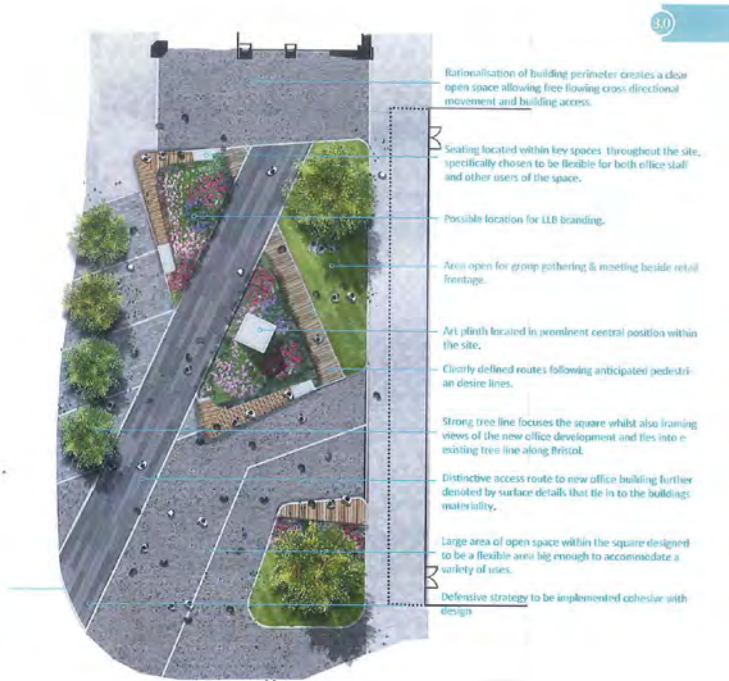 3.0
Rationalisation of building perimeter creates a clear
open space allowing free flowing cross directional
movement and building access.
Seating located within key spaces throughout the site,
specifically chosen to be flexible for both office staff
and other users of the space.
Possible location for LLB branding.
Area open for group gathering & meeting beside retail
frontage.
Art plinth located in prominent central position within
the site.
Clearly defined routes following anticipated pedestri-
an desire lines.
Strong tree line focuses the square whilst also framing
views of the new office development and ties into e
existing tree line along Bristol.
Distinctive access route to new office building further
denoted by surface details that tie in to the buildings
materiality.
Large area of open space within the square designed
to be a flexible area big enough to accommodate a
variety of uses.
Defensive strategy to be implemented cohesive with
design